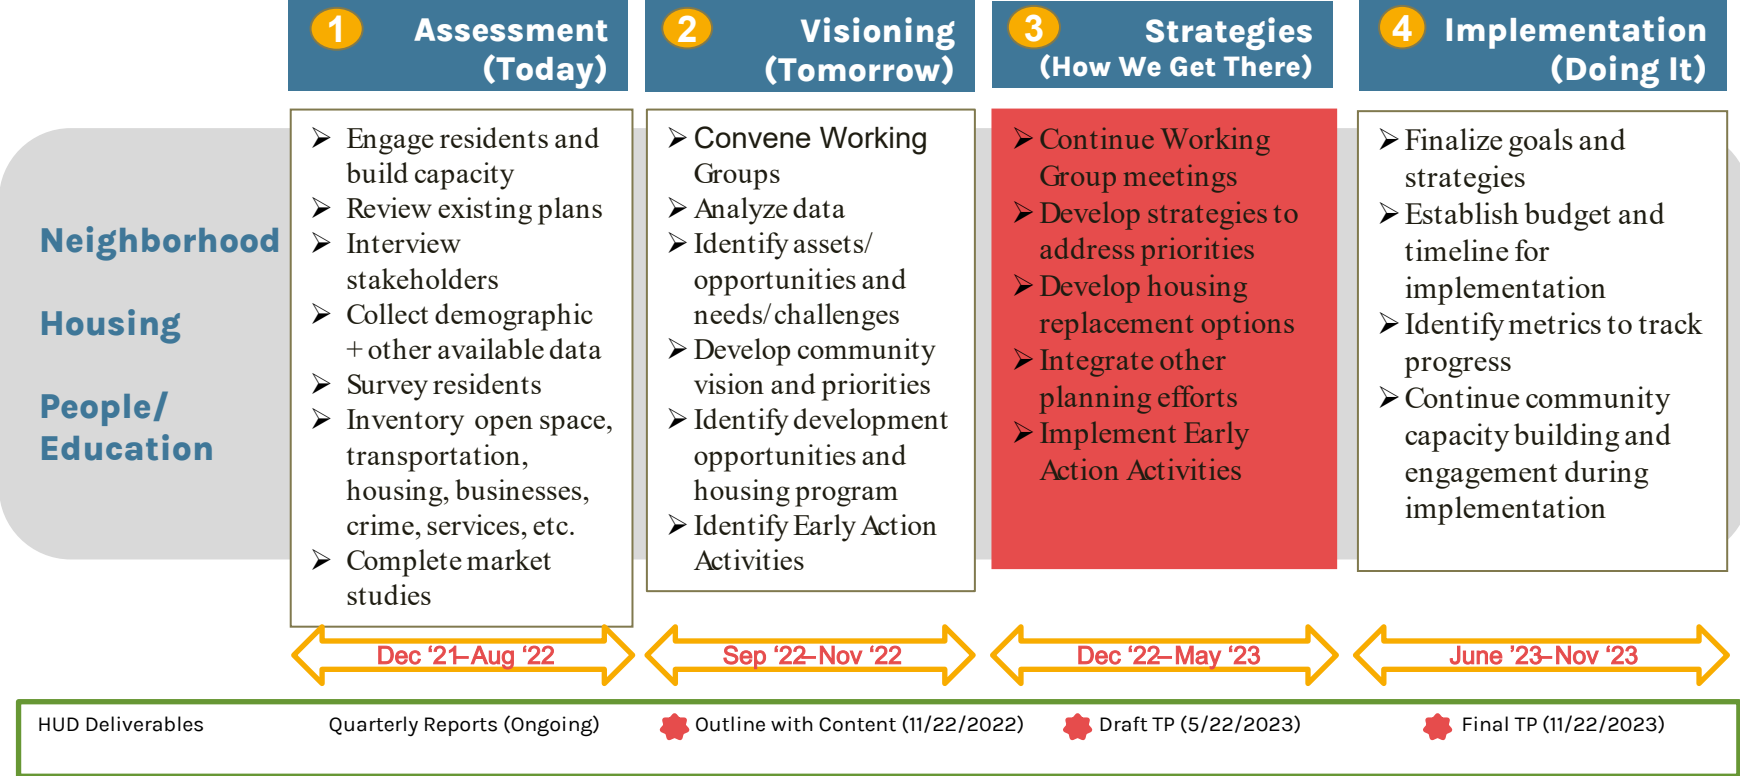 1 Assessment
(Today)
2 Visioning
(Tomorrow)
3 Strategies
(How We Get There)
4 Implementation
(Doing It)
Neighborhood
Housing
People/
Education
➢ Engage residents and
build capacity
➢ Review existing plans
➢ Interview
stakeholders
➢ Collect demographic
+ other available data
➢ Survey residents
➢ Inventory open space,
transportation,
housing, businesses,
crime, services, etc.
➢ Complete market
studies
➢ Convene Working
Groups
➢ Analyze data
➢ Identify assets/
opportunities and
needs/challenges
➢ Develop community
vision and priorities
➢ Identify development
opportunities and
housing program
➢ Identify Early Action
Activities
➢ Continue Working
Group meetings
➢ Develop strategies to
address priorities
➢ Develop housing
replacement options
➢ Integrate other
planning efforts
➢ Implement Early
Action Activities
➢ Finalize goals and
strategies
➢ Establish budget and
timeline for
implementation
➢ Identify metrics to track
progress
➢ Continue community
capacity building and
engagement during
implementation
Dec ‘21–Aug ‘22
Sep ‘22–Nov ‘22
Dec ‘22–May ‘23
June ’23–Nov ‘23
HUD Deliverables
Quarterly Reports (Ongoing)
Outline with Content (11/22/2022)
Draft TP (5/22/2023)
Final TP (11/22/2023)